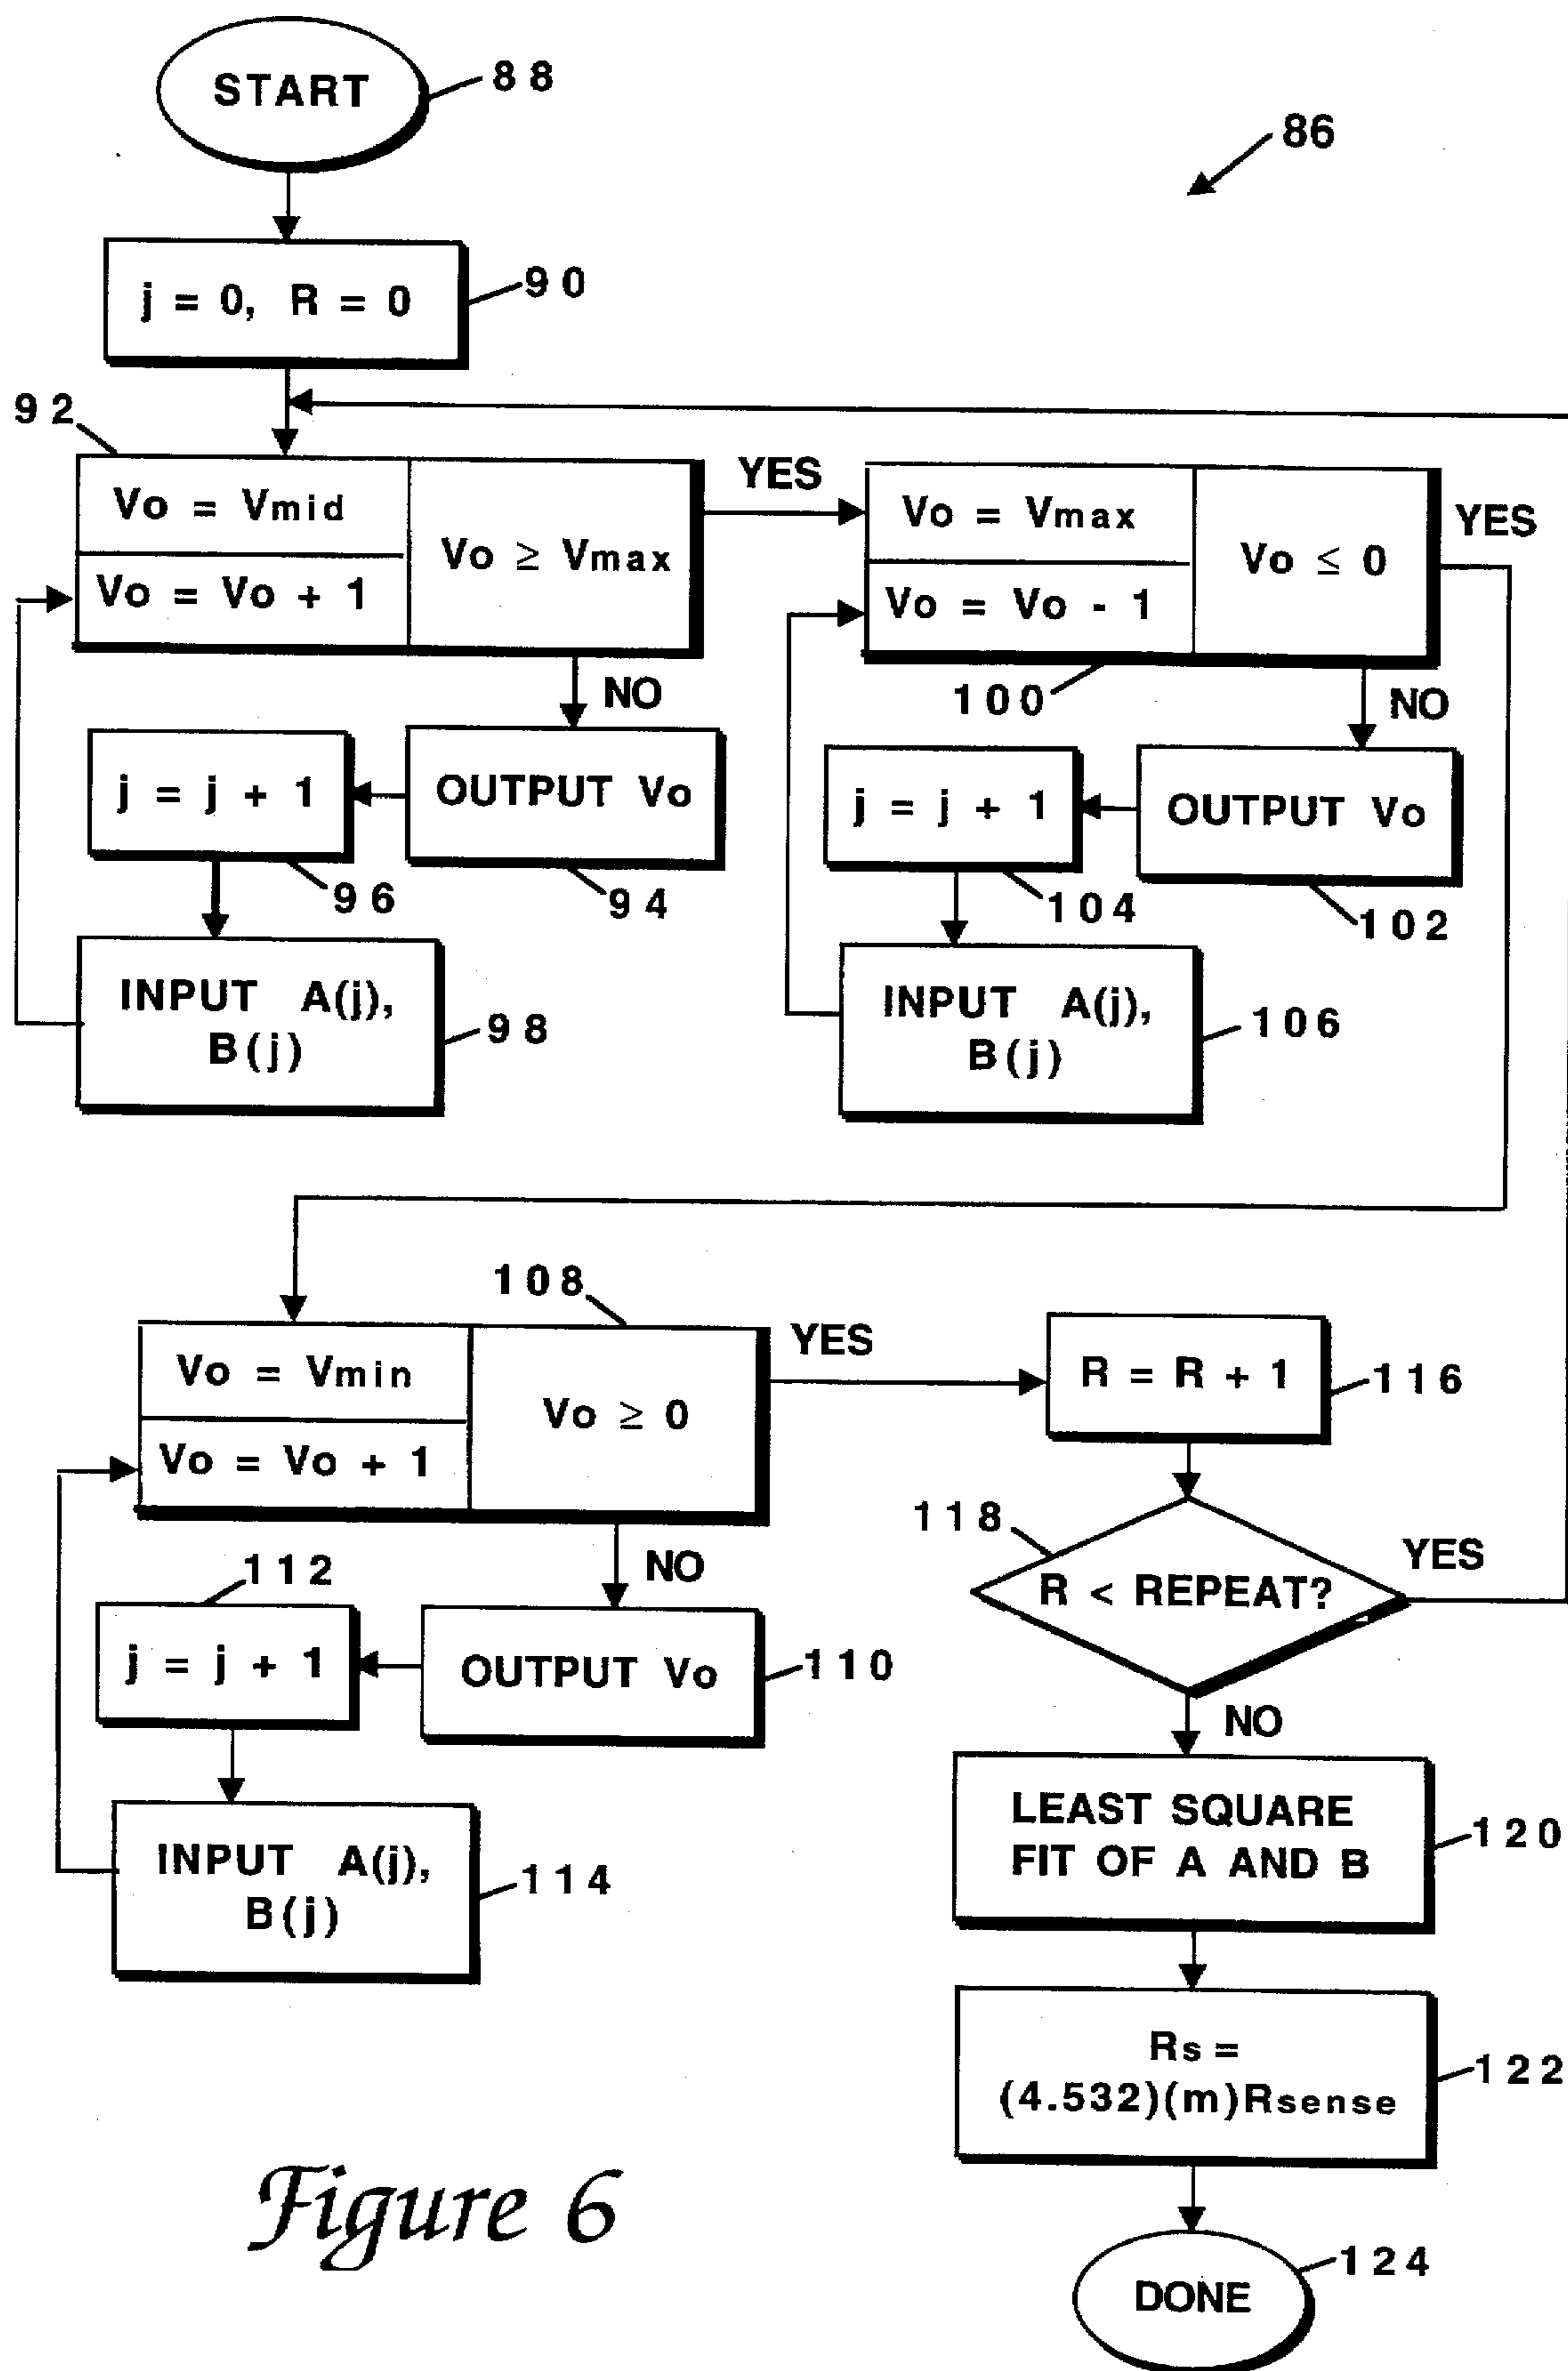 START
88
86
j = 0, R = 0
90
92
Vo = Vmid
Vo = Vo + 1
Vo ≥ Vmax
YES
NO
OUTPUT Vo
94
j = j + 1
96
INPUT A(j),
B(j)
98
Vo = Vmax
Vo = Vo - 1
Vo ≤ 0
YES
100
NO
OUTPUT Vo
102
j = j + 1
104
INPUT A(j),
B(j)
106
108
Vo = Vmin
Vo = Vo + 1
Vo ≥ 0
YES
NO
OUTPUT Vo
110
112
j = j + 1
INPUT A(j),
B(j)
114
R = R + 1
116
118
R < REPEAT?
YES
NO
LEAST SQUARE
FIT OF A AND B
120
Rs =
(4.532)(m)Rsense
122
DONE
124
Figure 6